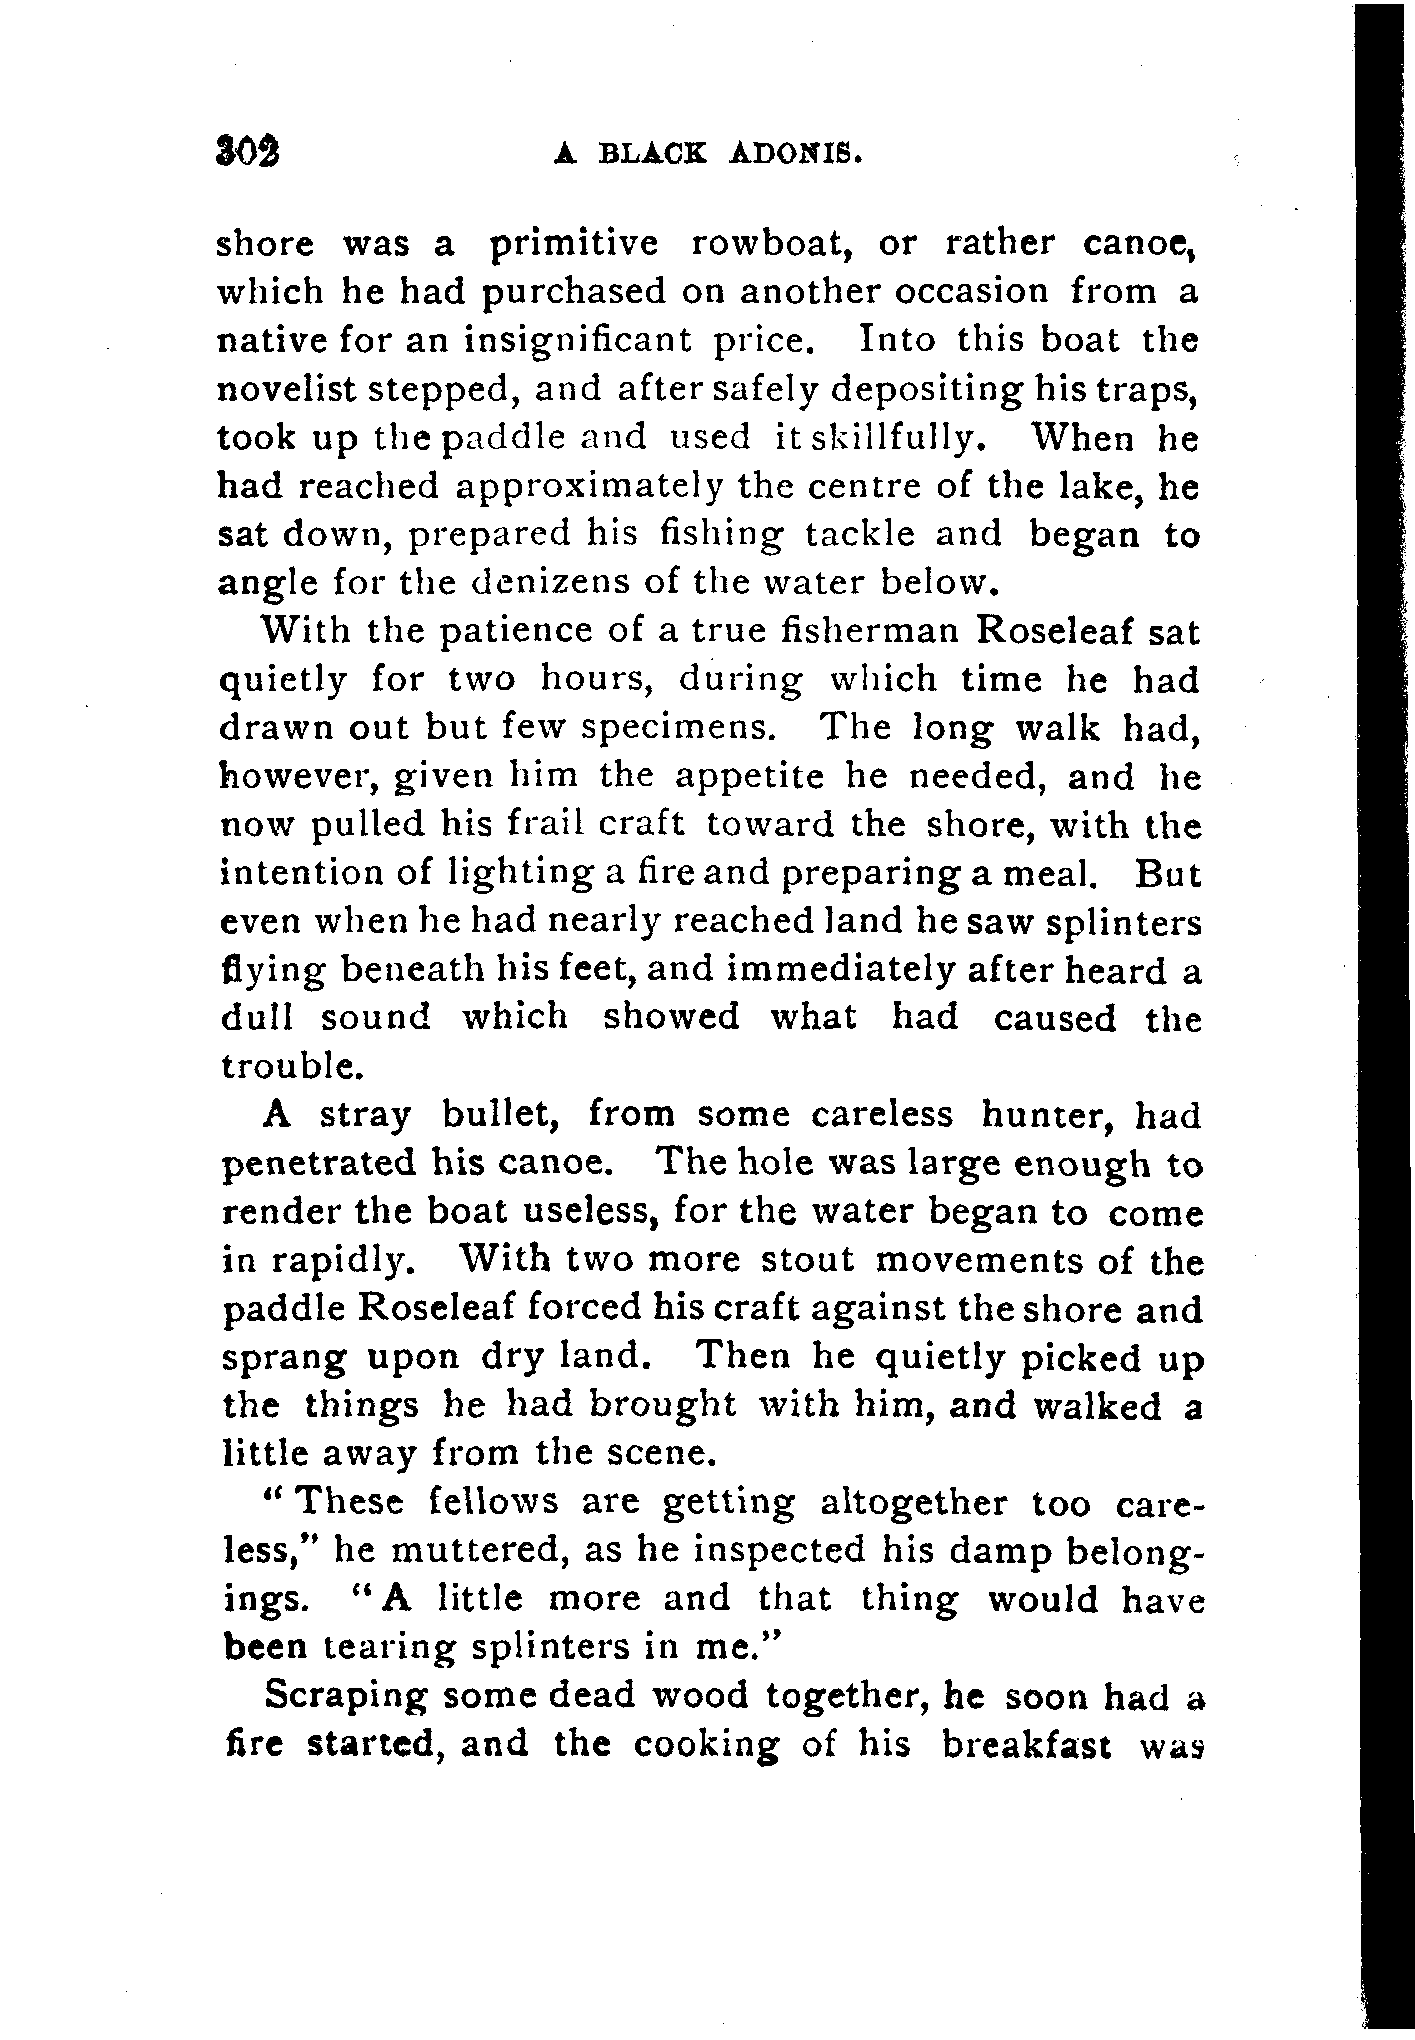 302 A BLACK ADONIS.
shore was a primitive rowboat, or rather canoe,
which he had purchased on another occasion from a
native for an insignificant price. Into this boat the
novelist stepped, and after safely depositing his traps,
took up the paddle and used it skillfully. When he
had reached approximately the centre of the lake, he
sat down, prepared his fishing tackle and began to
angle for the denizens of the water below.
With the patience of a true fisherman Roseleaf sat
quietly for two hours, during which time he had
drawn out but few specimens. The long walk had,
however, given him the appetite he needed, and he
now pulled his frail craft toward the shore, with the
intention of lighting a fire and preparing a meal. But
even when he had nearly reached land he saw splinters
flying beneath his feet, and immediately after heard a
dull sound which showed what had caused the
trouble.
A stray bullet, from some careless hunter, had
penetrated his canoe. The hole was large enough to
render the boat useless, for the water began to come
in rapidly. With two more stout movements of the
paddle Roseleaf forced his craft against the shore and
sprang upon dry land. Then he quietly picked up
the things he had brought with him, and walked a
little away from the scene.
“ These fellows are getting altogether too care-
less,” he muttered, as he inspected his damp belong-
ings. “ A little more and that thing would have
been tearing splinters in me.”
Scraping some dead wood together, he soon had a
fire started, and the cooking of his breakfast was